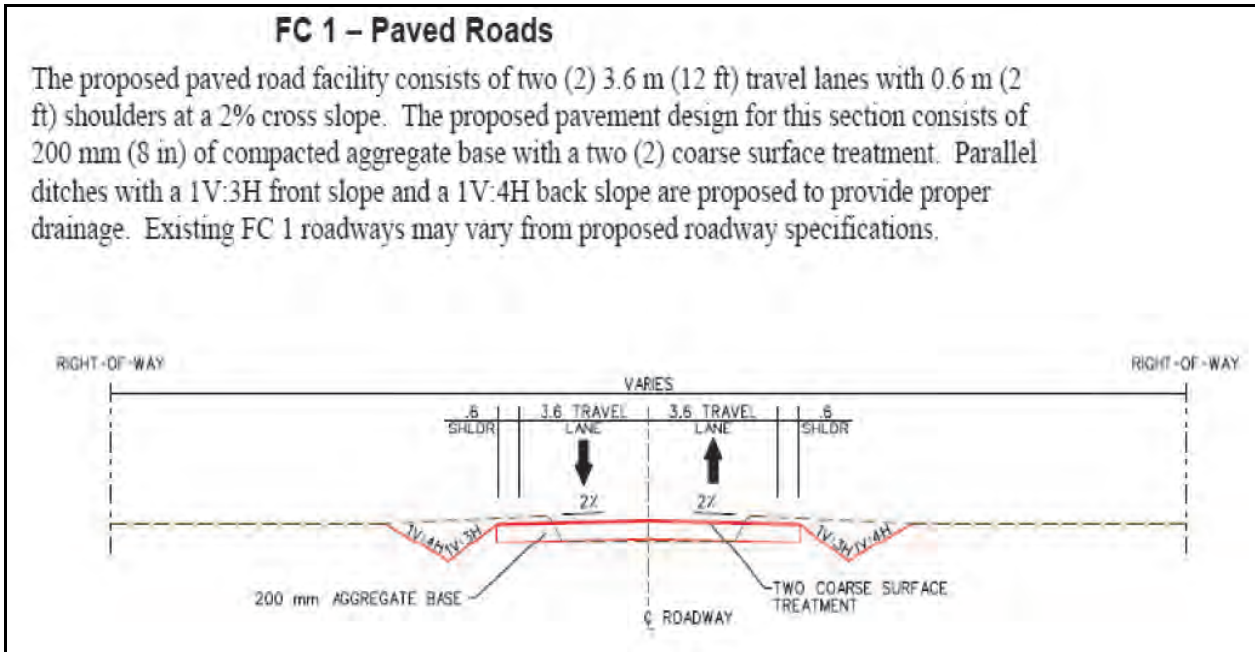 FC 1 – Paved Roads
The proposed paved road facility consists of two (2) 3.6 m (12 ft) travel lanes with 0.6 m (2
ft) shoulders at a 2% cross slope.  The proposed pavement design for this section consists of
200 mm (8 in) of compacted aggregate base with a two (2) coarse surface treatment.  Parallel
ditches with a 1V:3H front slope and a 1V:4H back slope are proposed to provide proper
drainage.  Existing FC 1 roadways may vary from proposed roadway specifications.
RIGHT-OF-WAY
RIGHT-OF-WAY
VARIES
.6 3.6 TRAVEL 3.6 TRAVEL .6
SHLDR LANE LANE SHLDR
2% 2%
1V:4H 1V:3H 1V:3H 1V:4H
200 mm AGGREGATE BASE
TWO COARSE SURFACE
TREATMENT
℄ ROADWAY